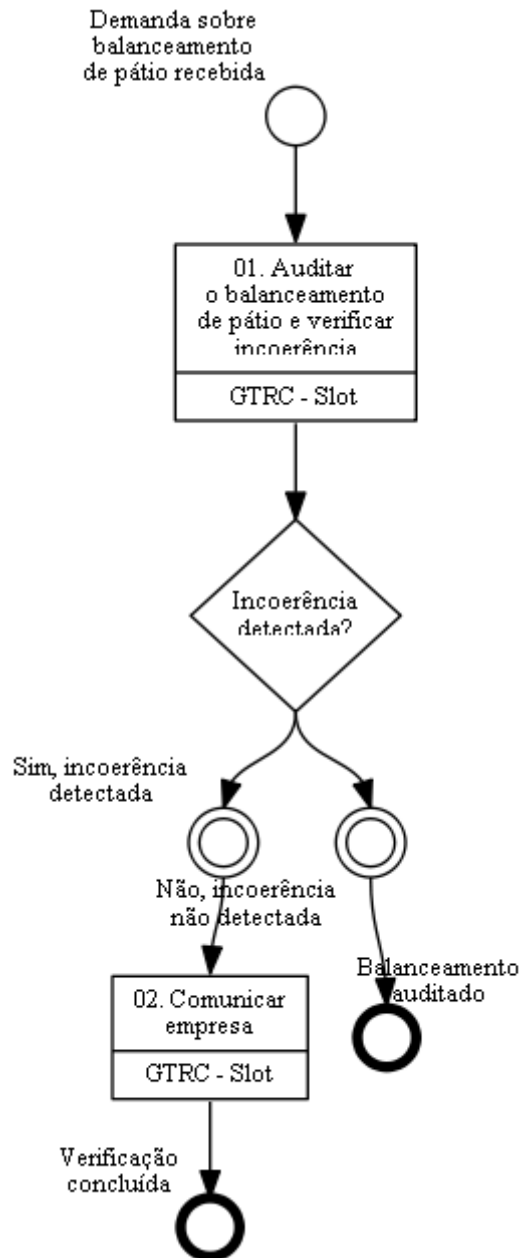 Demanda sobre
balanceamento
de pátio recebida
01. Auditar
o balanceamento
de pátio e verificar
incoerência
GTRC - Slot
Incoerência
detectada?
Sim, incoerência
detectada
Não, incoerência
não detectada
Balanceamento
auditado
02. Comunicar
empresa
GTRC - Slot
Verificação
concluída